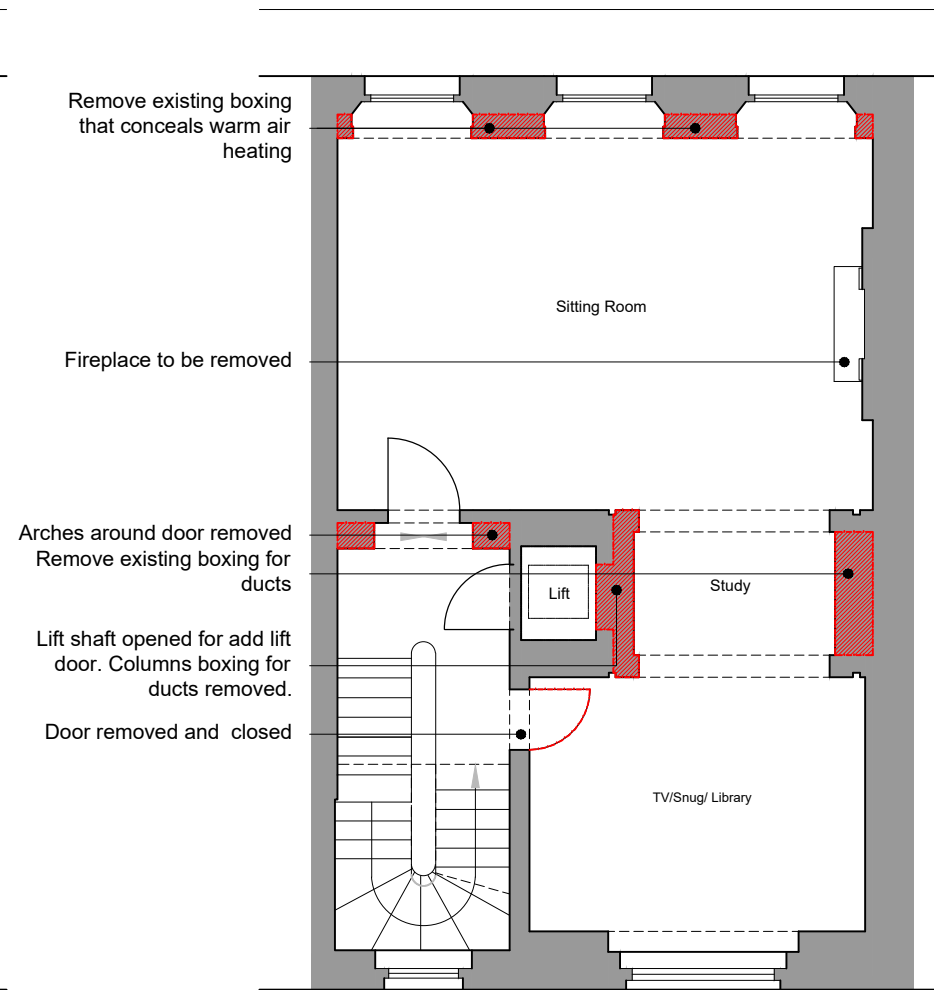 Remove existing boxing
that conceals warm air
heating
Sitting Room
Fireplace to be removed
Arches around door removed
Remove existing boxing for
ducts
Study
Lift
Lift shaft opened for add lift
door. Columns boxing for
ducts removed.
Door removed and  closed
TV/Snug/ Library